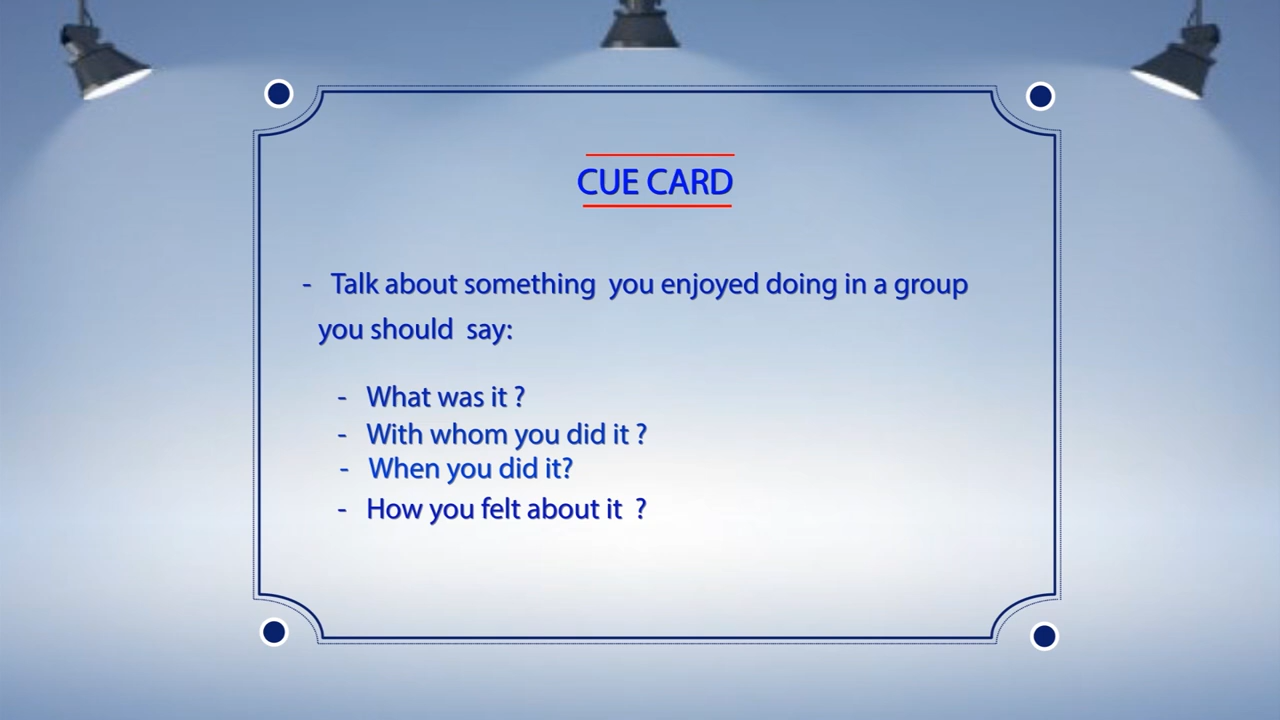 CUE CARD
- Talk about something you enjoyed doing in a group
you should say:
- What was it ?
- With whom you did it ?
- When you did it?
- How you felt about it ?